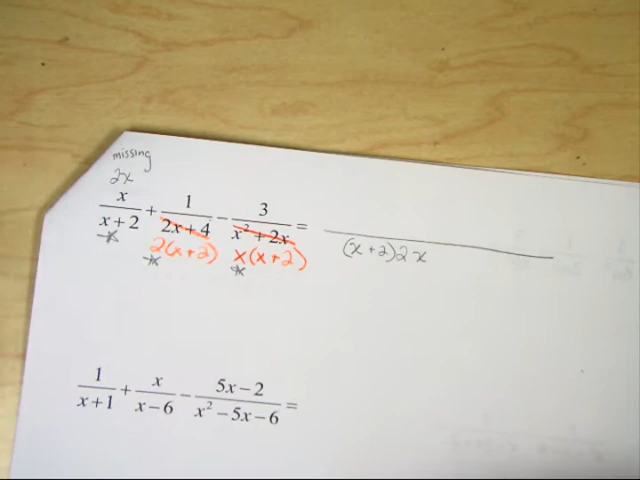 missing
2x
x/(x+2) + 1/(2x+4) − 3/(x²+2x) =
2(x+2) x(x+2) (x+2)2x
1/(x+1) + x/(x−6) − (5x−2)/(x²−5x−6) =